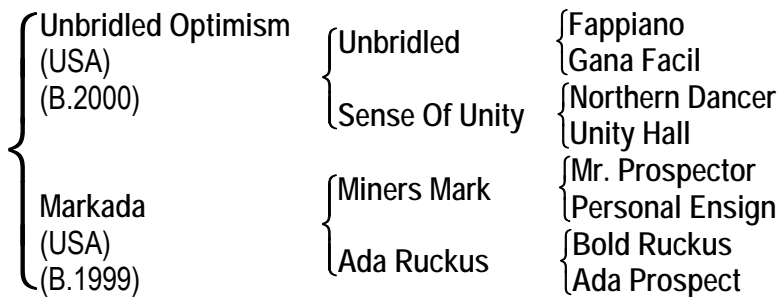 Unbridled Optimism
(USA)
(B.2000)
Unbridled
Fappiano
Gana Facil
Sense Of Unity
Northern Dancer
Unity Hall
Markada
(USA)
(B.1999)
Miners Mark
Mr. Prospector
Personal Ensign
Ada Ruckus
Bold Ruckus
Ada Prospect